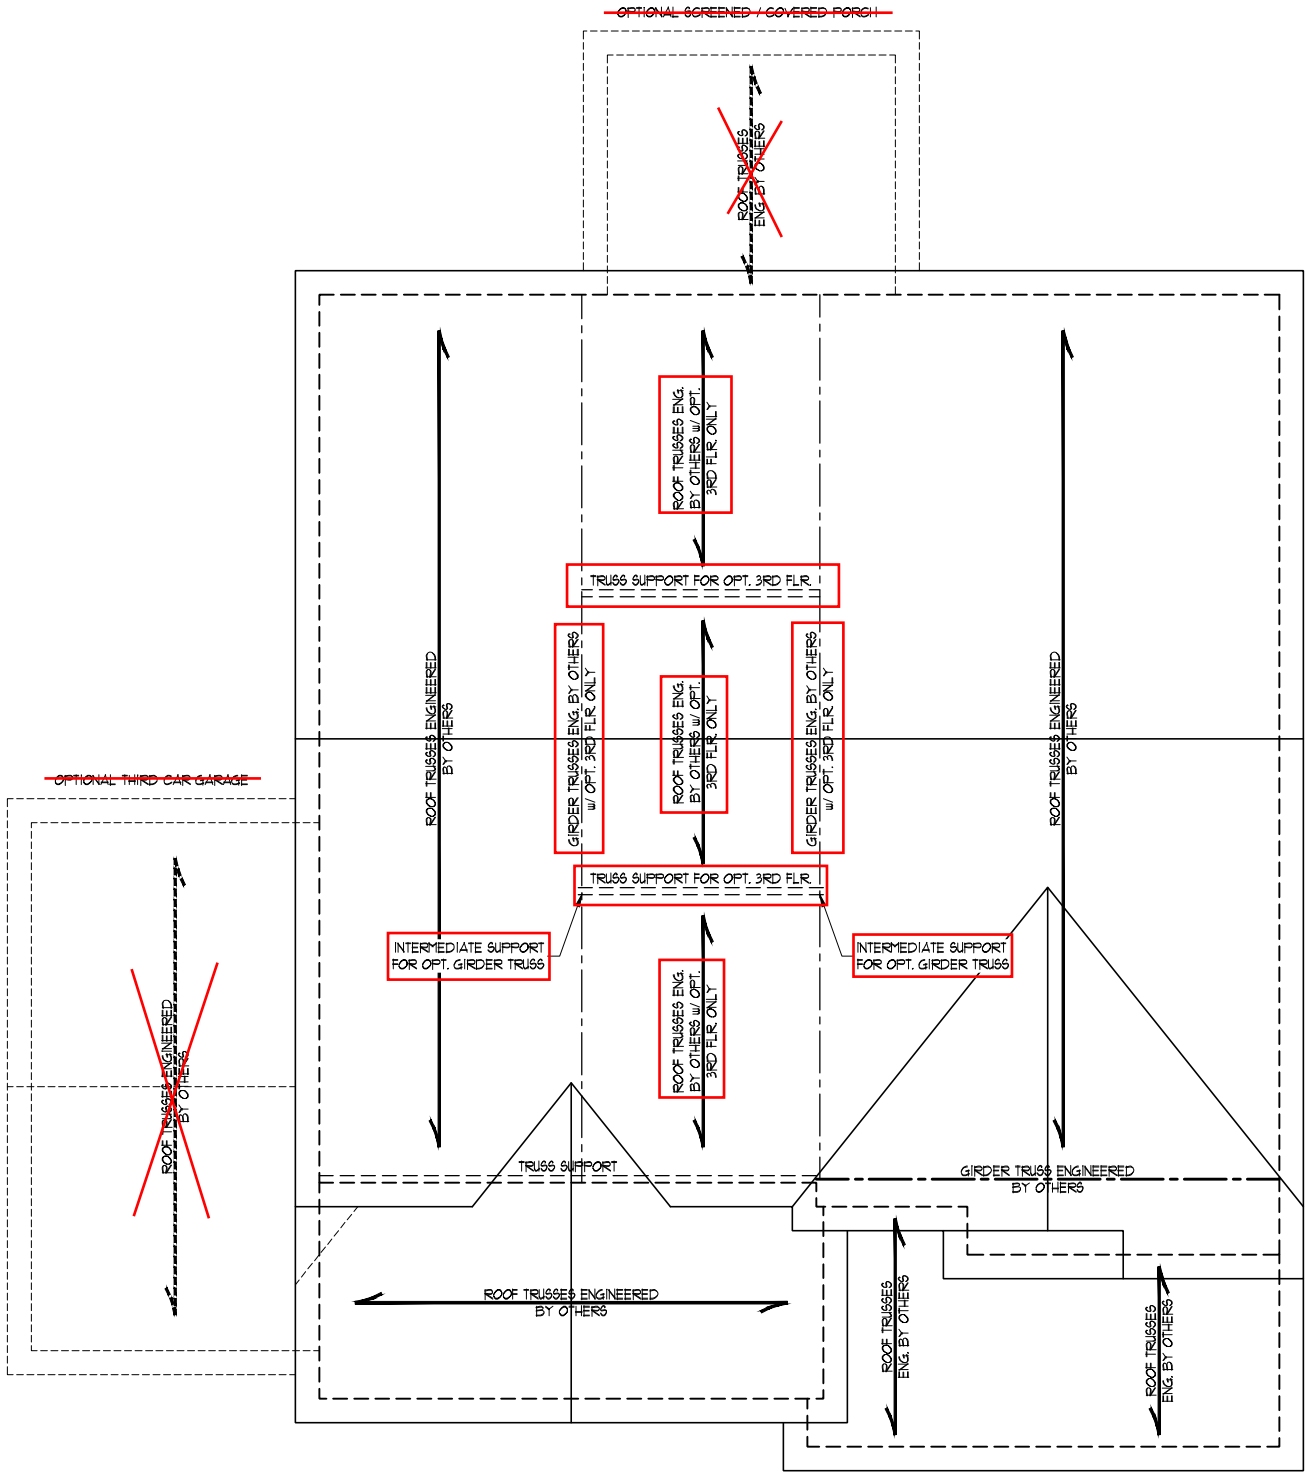 OPTIONAL SCREENED / COVERED PORCH
ROOF TRUSSES
ENG. BY OTHERS
ROOF TRUSSES ENG.
BY OTHERS w/ OPT.
3RD FLR. ONLY
TRUSS SUPPORT FOR OPT. 3RD FLR.
ROOF TRUSSES ENGINEERED
BY OTHERS
GIRDER TRUSSES ENG. BY OTHERS
w/ OPT. 3RD FLR. ONLY
ROOF TRUSSES ENG.
BY OTHERS w/ OPT.
3RD FLR. ONLY
GIRDER TRUSSES ENG. BY OTHERS
w/ OPT. 3RD FLR. ONLY
ROOF TRUSSES ENGINEERED
BY OTHERS
OPTIONAL THIRD CAR GARAGE
TRUSS SUPPORT FOR OPT. 3RD FLR.
INTERMEDIATE SUPPORT
FOR OPT. GIRDER TRUSS
INTERMEDIATE SUPPORT
FOR OPT. GIRDER TRUSS
ROOF TRUSSES ENG.
BY OTHERS w/ OPT.
3RD FLR. ONLY
ROOF TRUSSES ENGINEERED
BY OTHERS
TRUSS SUPPORT
GIRDER TRUSS ENGINEERED
BY OTHERS
ROOF TRUSSES ENGINEERED
BY OTHERS
ROOF TRUSSES
ENG. BY OTHERS
ROOF TRUSSES
ENG. BY OTHERS